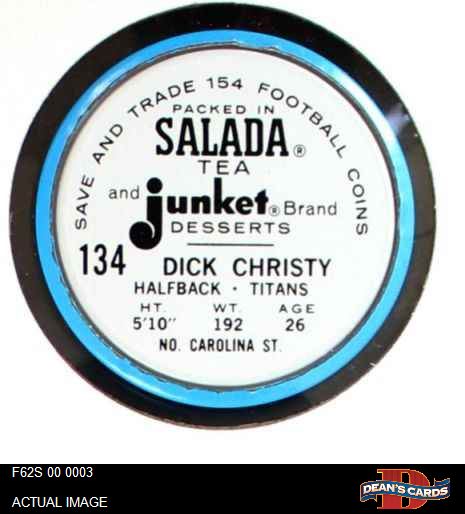 SAVE AND TRADE 154 FOOTBALL COINS
PACKED IN
SALADA®
TEA
and junket® Brand
DESSERTS
134 DICK CHRISTY
HALFBACK · TITANS
HT. WT. AGE
5'10" 192 26
NO. CAROLINA ST.
F62S 00 0003
ACTUAL IMAGE
D
DEAN'S CARDS